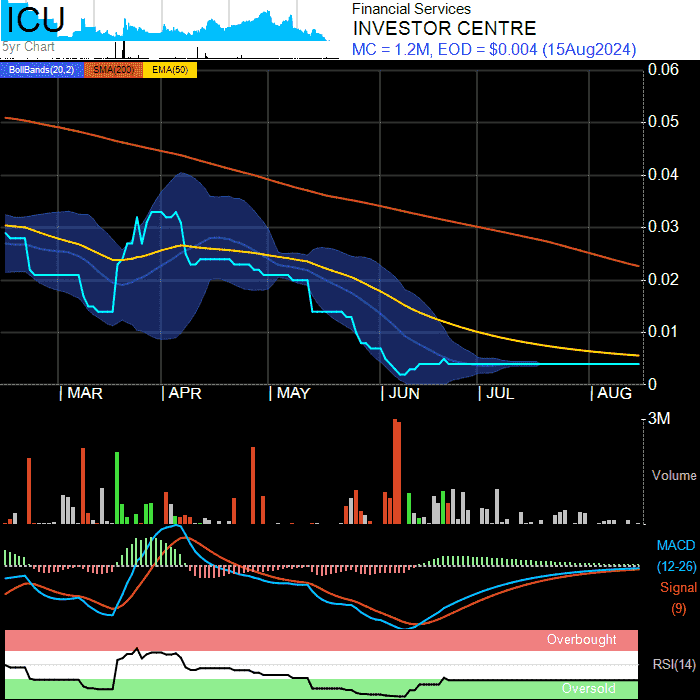 ICU
5yr Chart
Financial Services
INVESTOR CENTRE
MC = 1.2M, EOD = $0.004 (15Aug2024)
BollBands(20,2) SMA(200) EMA(50)
0.06
0.05
0.04
0.03
0.02
0.01
0
MAR APR MAY JUN JUL AUG
3M
Volume
MACD
(12-26)
Signal
(9)
Overbought
RSI(14)
Oversold